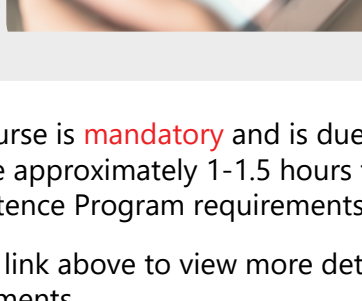 urse is mandatory and is due
approximately 1-1.5 hours
tence Program requirements
link above to view more det
ments